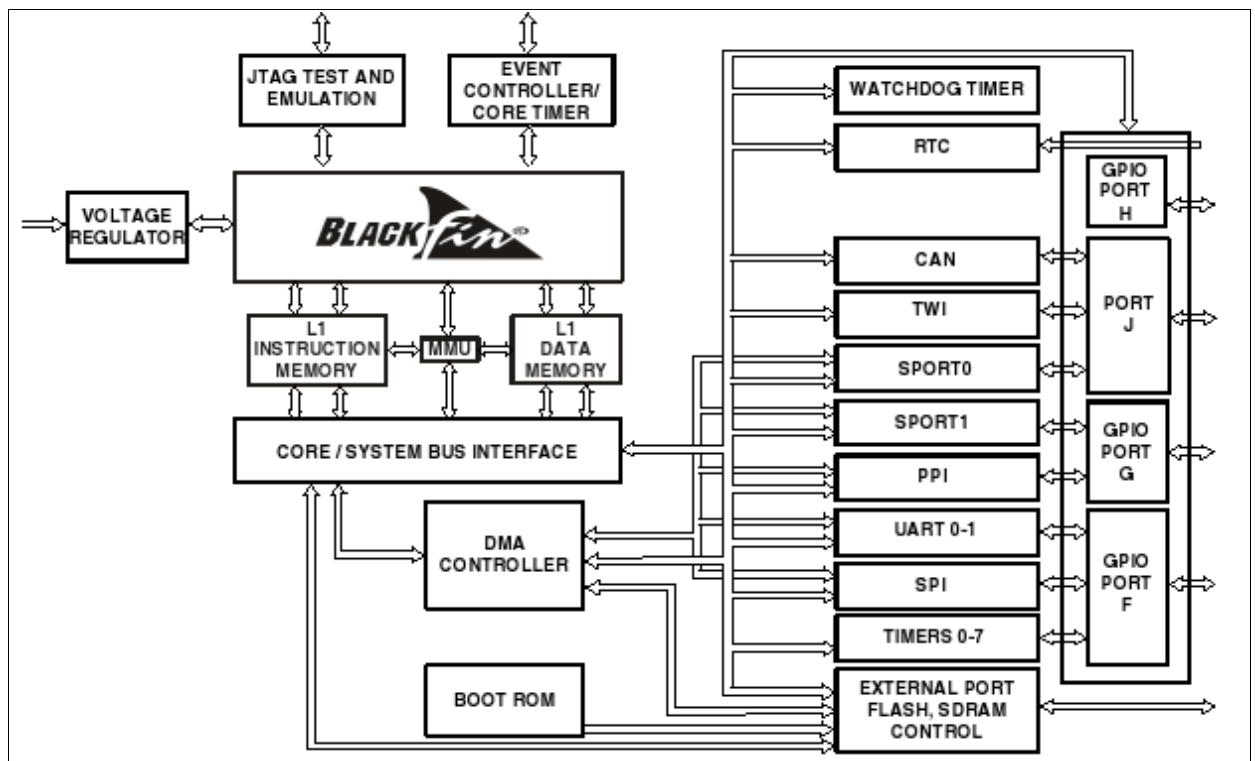 JTAG TEST AND
EMULATION
EVENT
CONTROLLER/
CORE TIMER
VOLTAGE
REGULATOR
BLACKfin®
L1
INSTRUCTION
MEMORY
MMU
L1
DATA
MEMORY
CORE / SYSTEM BUS INTERFACE
DMA
CONTROLLER
BOOT ROM
WATCHDOG TIMER
RTC
CAN
TWI
SPORT0
SPORT1
PPI
UART 0-1
SPI
TIMERS 0-7
EXTERNAL PORT
FLASH, SDRAM
CONTROL
GPIO
PORT
H
PORT
J
GPIO
PORT
G
GPIO
PORT
F